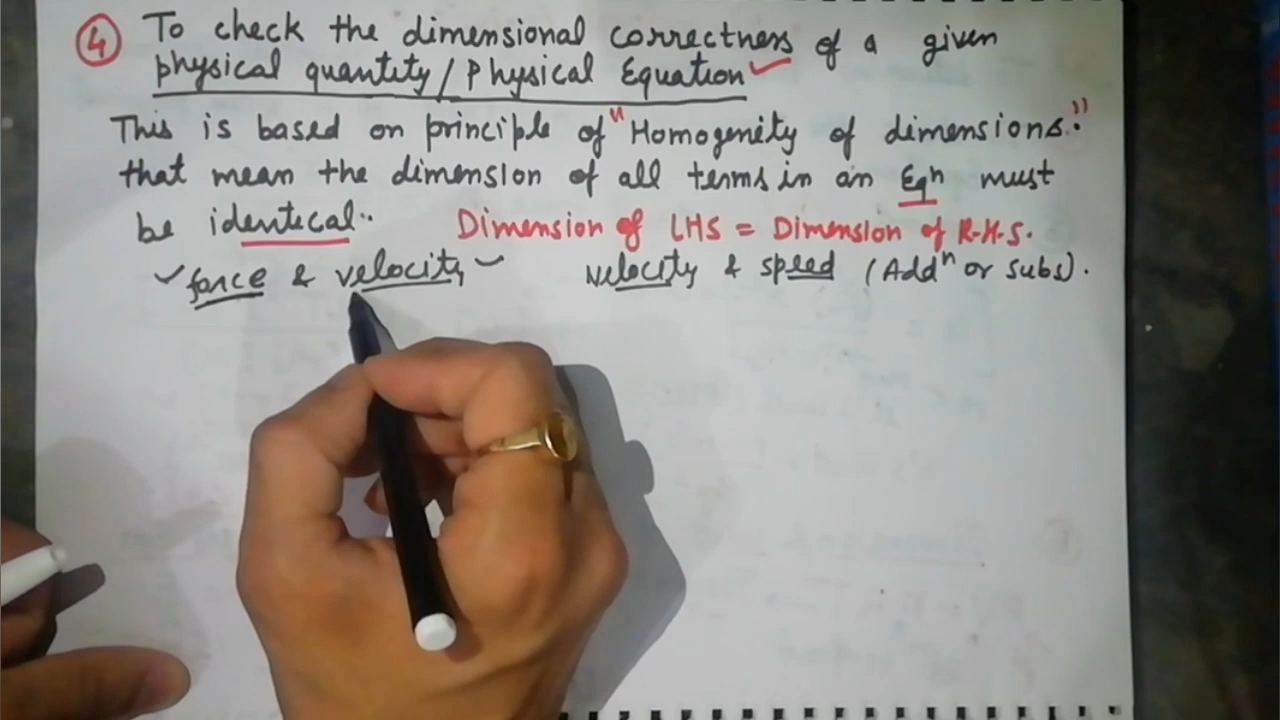 ④ To check the dimensional correctness of a given
physical quantity / Physical Equation
This is based on principle of "Homogenity of dimensions."
that mean the dimension of all terms in an Eqⁿ must
be identical.. Dimension of LHS = Dimension of R.H.S.
force & velocity velocity & speed (Addⁿ or subs).